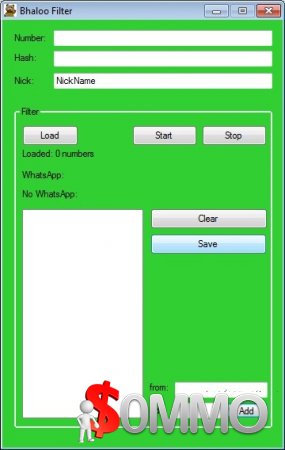 Bhaloo Filter
Number:
Hash:
Nick: NickName
Filter
Load Start Stop
Loaded: 0 numbers
WhatsApp:
No WhatsApp:
Clear
Save
from:
$OMMO
Add